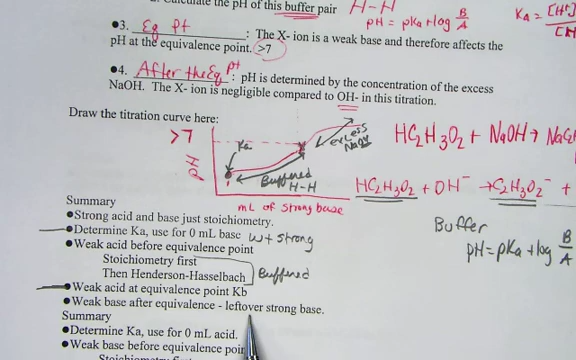 Calculate the pH of this buffer pair H-H
pH = pKa + log B/A
KA = [H+]
●3. Eq pt : The X- ion is a weak base and therefore affects the
pH at the equivalence point. >7
●4. After the Eq pt : pH is determined by the concentration of the excess
NaOH. The X- ion is negligible compared to OH- in this titration.
Draw the titration curve here:
>7
pH
Ka
excess
NaOH
Buffered
H-H
mL of strong base
HC2H3O2 + NaOH →
HC2H3O2 + OH- → C2H3O2- +
Buffer
pH = pKa + log B/A
Summary
●Strong acid and base just stoichiometry.
●Determine Ka, use for 0 mL base w + strong
●Weak acid before equivalence point
Stoichiometry first
Then Henderson-Hasselbach Buffered
●Weak acid at equivalence point Kb
●Weak base after equivalence - leftover strong base.
Summary
●Determine Ka, use for 0 mL acid.
●Weak base before equivalence